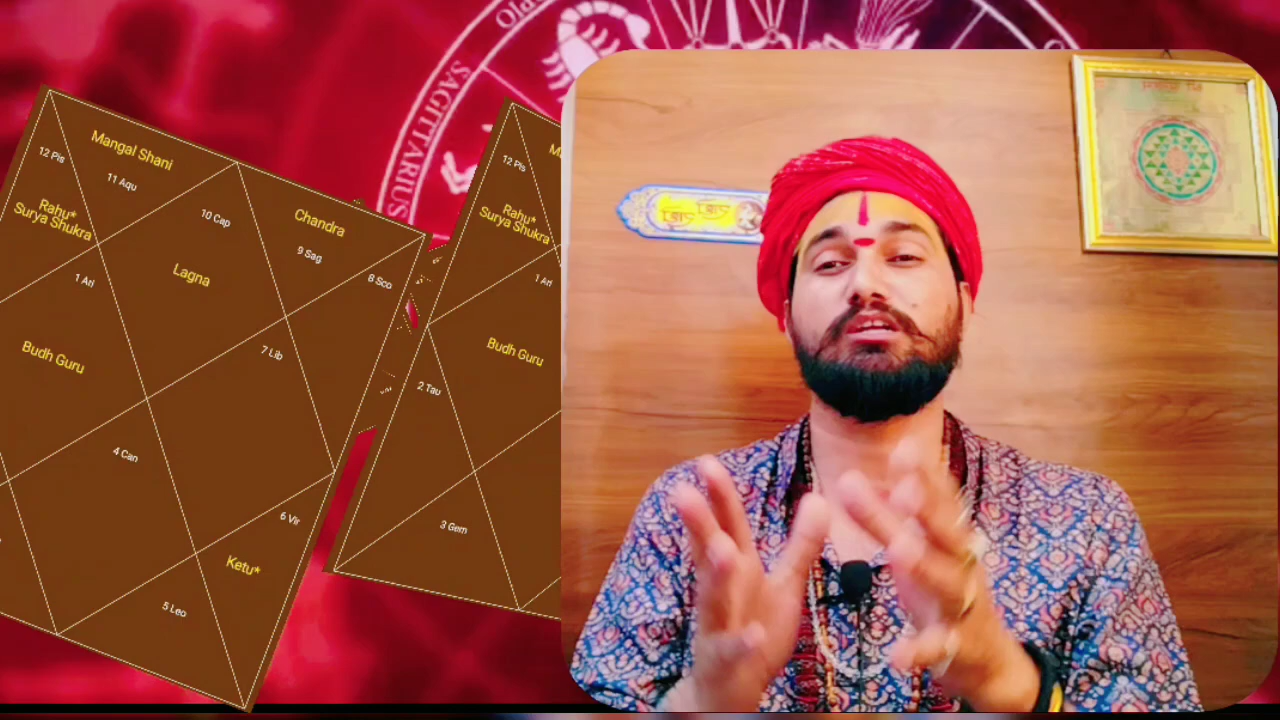 SAGITTARIUS
Mangal Shani
12 Pis
11 Aqu
Rahu*
Surya Shukra
10 Cap
Chandra
9 Sag
8 Sco
1 Ari
Lagna
Budh Guru
7 Lib
4 Can
6 Vir
Ketu*
5 Leo
12 Pis
Rahu*
Surya Shukra
1 Ari
Budh Guru
2 Tau
3 Gem